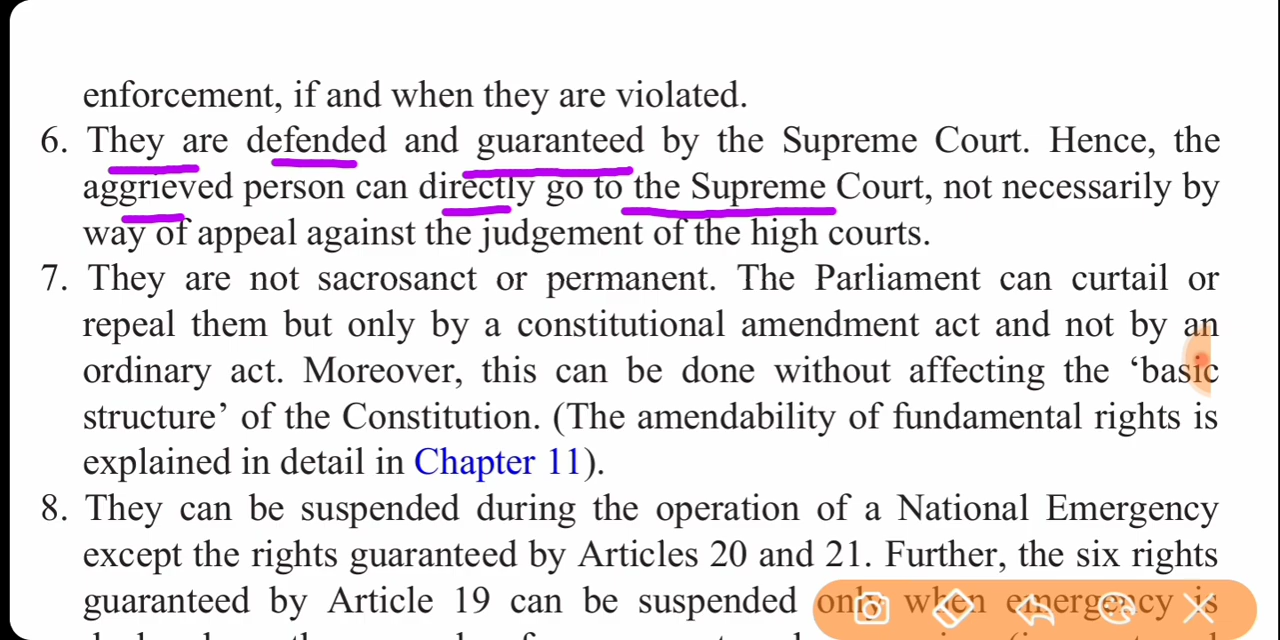 enforcement, if and when they are violated.
6. They are defended and guaranteed by the Supreme Court. Hence, the
aggrieved person can directly go to the Supreme Court, not necessarily by
way of appeal against the judgement of the high courts.
7. They are not sacrosanct or permanent. The Parliament can curtail or
repeal them but only by a constitutional amendment act and not by an
ordinary act. Moreover, this can be done without affecting the ‘basic
structure’ of the Constitution. (The amendability of fundamental rights is
explained in detail in Chapter 11).
8. They can be suspended during the operation of a National Emergency
except the rights guaranteed by Articles 20 and 21. Further, the six rights
guaranteed by Article 19 can be suspended only when emergency is